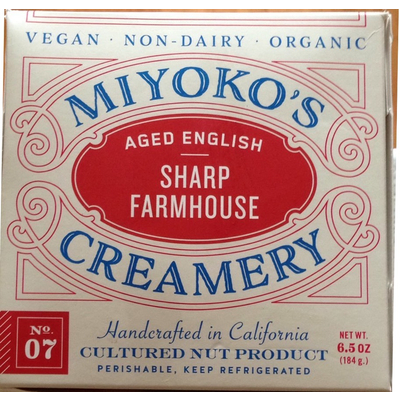 VEGAN · NON-DAIRY · ORGANIC
MIYOKO'S
AGED ENGLISH
SHARP
FARMHOUSE
CREAMERY
No.
07
Handcrafted in California
CULTURED NUT PRODUCT
PERISHABLE, KEEP REFRIGERATED
NET WT.
6.5 OZ
(184 g.)